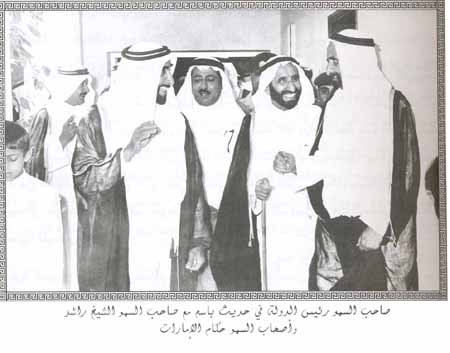 صاحب السمو رئيس الدولة في حديث باسم مع صاحب السمو الشيخ راشد
وأصحاب السمو حكام الإمارات